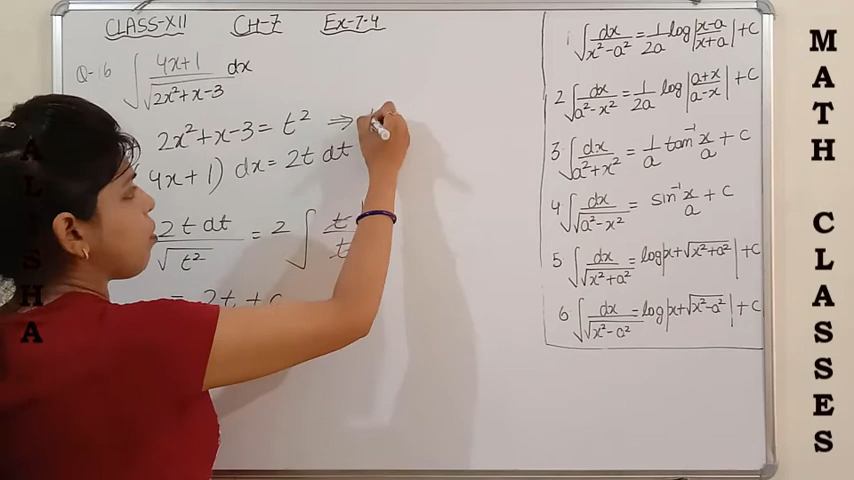 CLASS-XII CH-7 Ex-7.4
Q-16 ∫ 4x+1 / √2x²+x-3 dx
2x²+x-3 = t² ⇒
4x+1) dx = 2t dt
2t dt / √t² = 2 ∫ t / t
= 2t + c
1 ∫ dx / x²-a² = 1/2a log |x-a / x+a| + C
2 ∫ dx / a²-x² = 1/2a log |a+x / a-x| + C
3 ∫ dx / a²+x² = 1/a tan⁻¹ x/a + C
4 ∫ dx / √a²-x² = sin⁻¹ x/a + C
5 ∫ dx / √x²+a² = log|x+√x²+a²| + C
6 ∫ dx / √x²-a² = log|x+√x²-a²| + C
ALISHA
MATH CLASSES